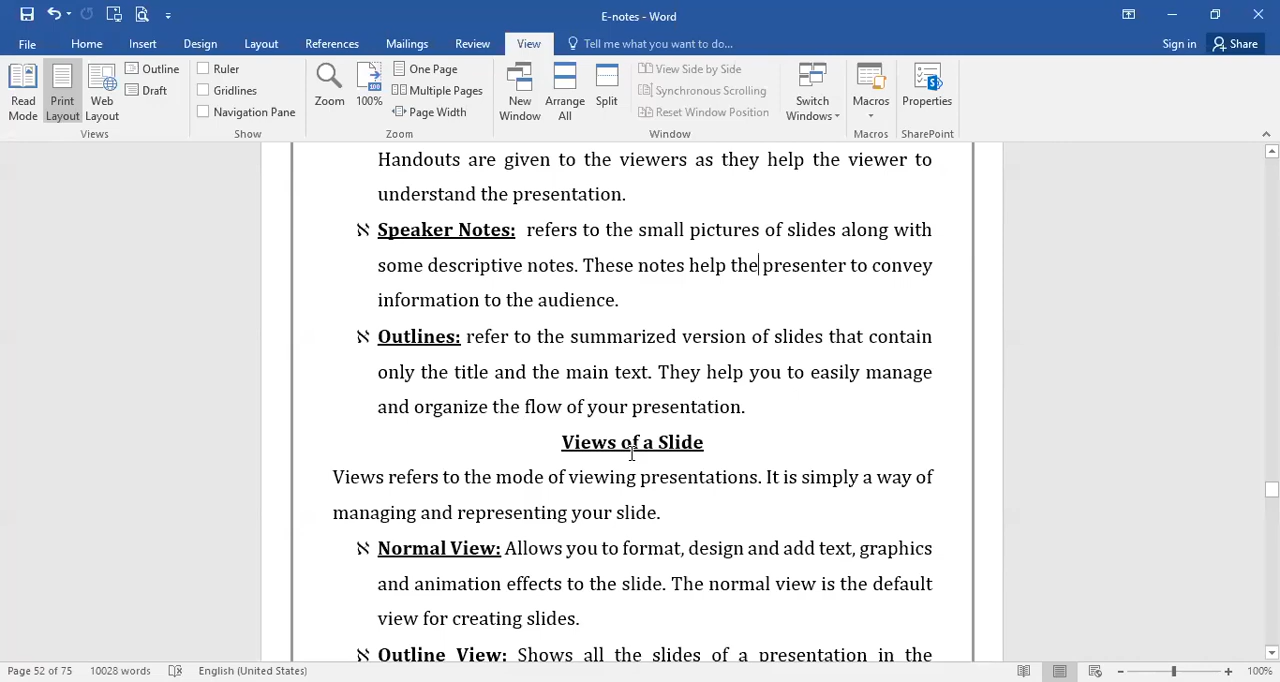 E-notes - Word
File Home Insert Design Layout References Mailings Review View Tell me what you want to do... Sign in Share
Read Mode
Print Layout
Web Layout
Outline
Draft
Views
Ruler
Gridlines
Navigation Pane
Show
Zoom
100%
One Page
Multiple Pages
Page Width
Zoom
New Window
Arrange All
Split
View Side by Side
Synchronous Scrolling
Reset Window Position
Window
Switch Windows
Macros
Macros
Properties
SharePoint
Handouts are given to the viewers as they help the viewer to
understand the presentation.
ℵ Speaker Notes: refers to the small pictures of slides along with
some descriptive notes. These notes help the presenter to convey
information to the audience.
ℵ Outlines: refer to the summarized version of slides that contain
only the title and the main text. They help you to easily manage
and organize the flow of your presentation.
Views of a Slide
Views refers to the mode of viewing presentations. It is simply a way of
managing and representing your slide.
ℵ Normal View: Allows you to format, design and add text, graphics
and animation effects to the slide. The normal view is the default
view for creating slides.
ℵ Outline View: Shows all the slides of a presentation in the
Page 52 of 75 10028 words English (United States) 100%